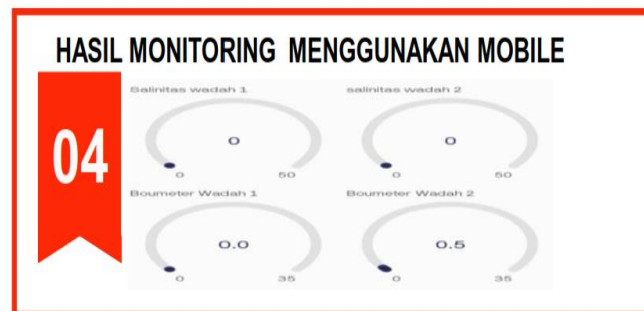 HASIL MONITORING MENGGUNAKAN MOBILE
04
Salinitas wadah 1
0
0 50
salinitas wadah 2
0
0 50
Boumeter Wadah 1
0.0
0 35
Boumeter Wadah 2
0.5
0 35